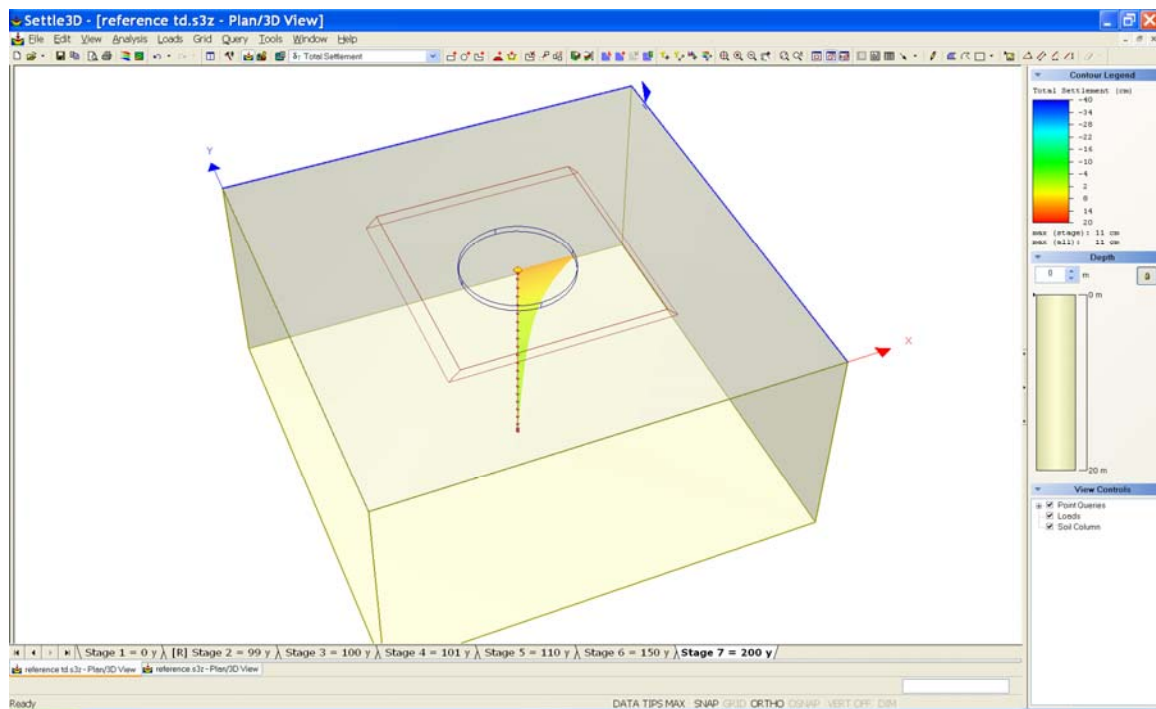 Settle3D - [reference td.s3z - Plan/3D View]
File Edit View Analysis Loads Grid Query Tools Window Help
Total Settlement
Contour Legend
Total Settlement (cm)
-40
-34
-28
-22
-16
-10
-4
2
8
14
20
max (stage): 11 cm
max (all): 11 cm
Depth
0 m
0 m
20 m
View Controls
Point Queries
Loads
Soil Column
Y
X
Stage 1 = 0 y [R] Stage 2 = 99 y Stage 3 = 100 y Stage 4 = 101 y Stage 5 = 110 y Stage 6 = 150 y Stage 7 = 200 y
reference td.s3z - Plan/3D View reference.s3z - Plan/3D View
Ready DATA TIPS MAX SNAP GRID ORTHO OSNAP VERT OFF DIM